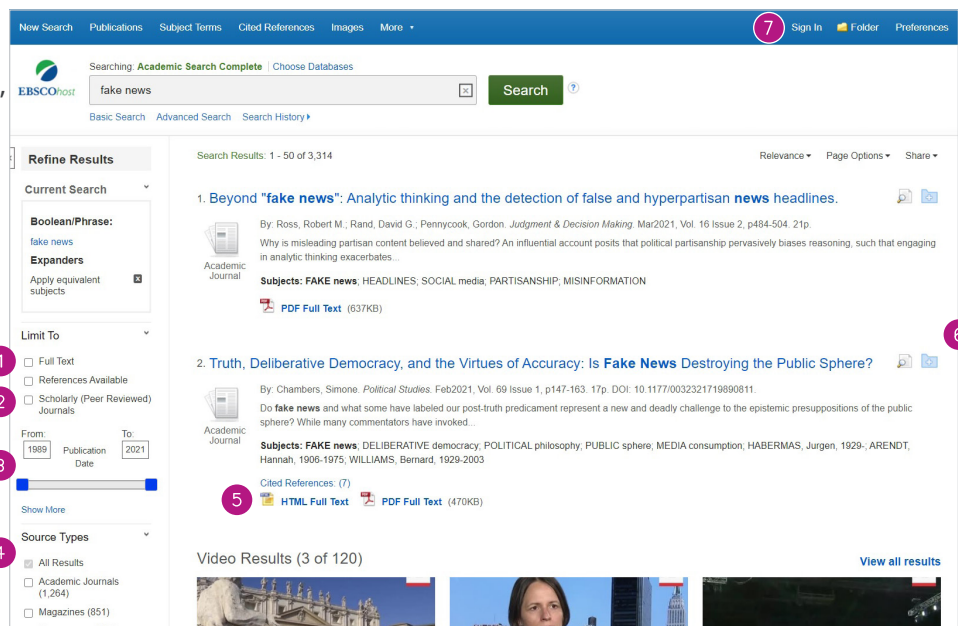 New Search Publications Subject Terms Cited References Images More
7 Sign In Folder Preferences
EBSCOhost
Searching: Academic Search Complete Choose Databases
fake news
Search
?
Basic Search Advanced Search Search History
Refine Results
Current Search
Boolean/Phrase:
fake news
Expanders
Apply equivalent
subjects
Limit To
1 Full Text
References Available
2 Scholarly (Peer Reviewed)
Journals
From: To:
1989 Publication 2021
Date
3
Show More
Source Types
4 All Results
Academic Journals
(1,264)
Magazines (851)
Search Results: 1 - 50 of 3,314
Relevance Page Options Share
1. Beyond "fake news": Analytic thinking and the detection of false and hyperpartisan news headlines.
Academic
Journal
By: Ross, Robert M.; Rand, David G.; Pennycook, Gordon. Judgment & Decision Making. Mar2021, Vol. 16 Issue 2, p484-504. 21p.
Why is misleading partisan content believed and shared? An influential account posits that political partisanship pervasively biases reasoning, such that engaging
in analytic thinking exacerbates...
Subjects: FAKE news; HEADLINES; SOCIAL media; PARTISANSHIP; MISINFORMATION
PDF Full Text (637KB)
6
2. Truth, Deliberative Democracy, and the Virtues of Accuracy: Is Fake News Destroying the Public Sphere?
Academic
Journal
By: Chambers, Simone. Political Studies. Feb2021, Vol. 69 Issue 1, p147-163. 17p. DOI: 10.1177/0032321719890811.
Do fake news and what some have labeled our post-truth predicament represent a new and deadly challenge to the epistemic presuppositions of the public
sphere? While many commentators have invoked...
Subjects: FAKE news; DELIBERATIVE democracy; POLITICAL philosophy; PUBLIC sphere; MEDIA consumption; HABERMAS, Jurgen, 1929-; ARENDT,
Hannah, 1906-1975; WILLIAMS, Bernard, 1929-2003
Cited References: (7)
5 HTML Full Text PDF Full Text (470KB)
Video Results (3 of 120)
View all results